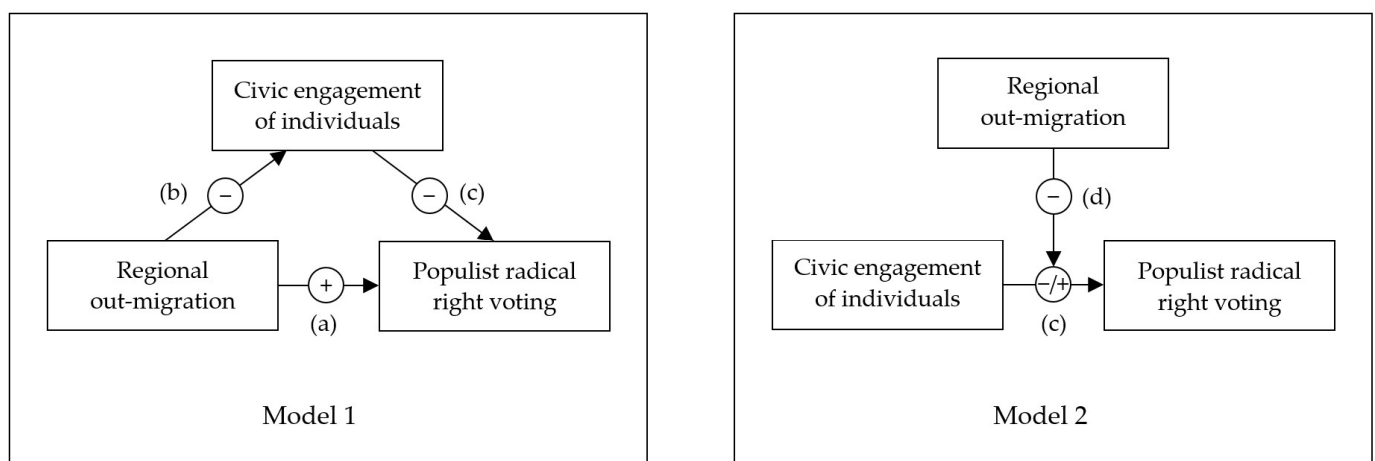 Civic engagement
of individuals
(b)
−
−
(c)
Regional
out-migration
+
(a)
Populist radical
right voting
Model 1
Regional
out-migration
−
(d)
Civic engagement
of individuals
−/+
(c)
Populist radical
right voting
Model 2